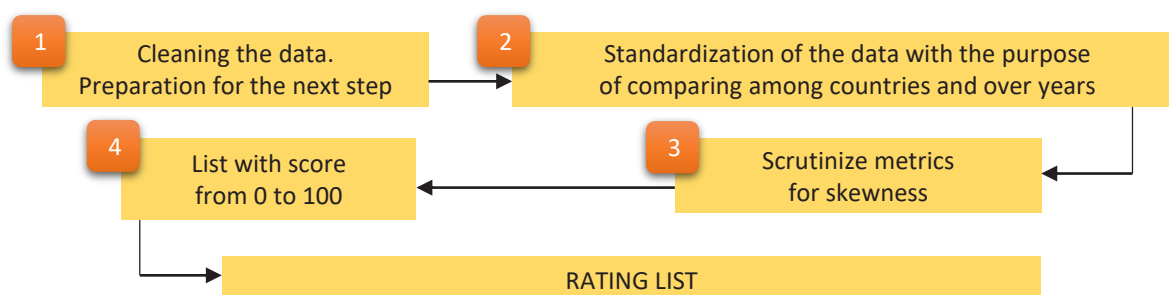 1
Cleaning the data.
Preparation for the next step
2
Standardization of the data with the purpose
of comparing among countries and over years
3
Scrutinize metrics
for skewness
4
List with score
from 0 to 100
RATING LIST